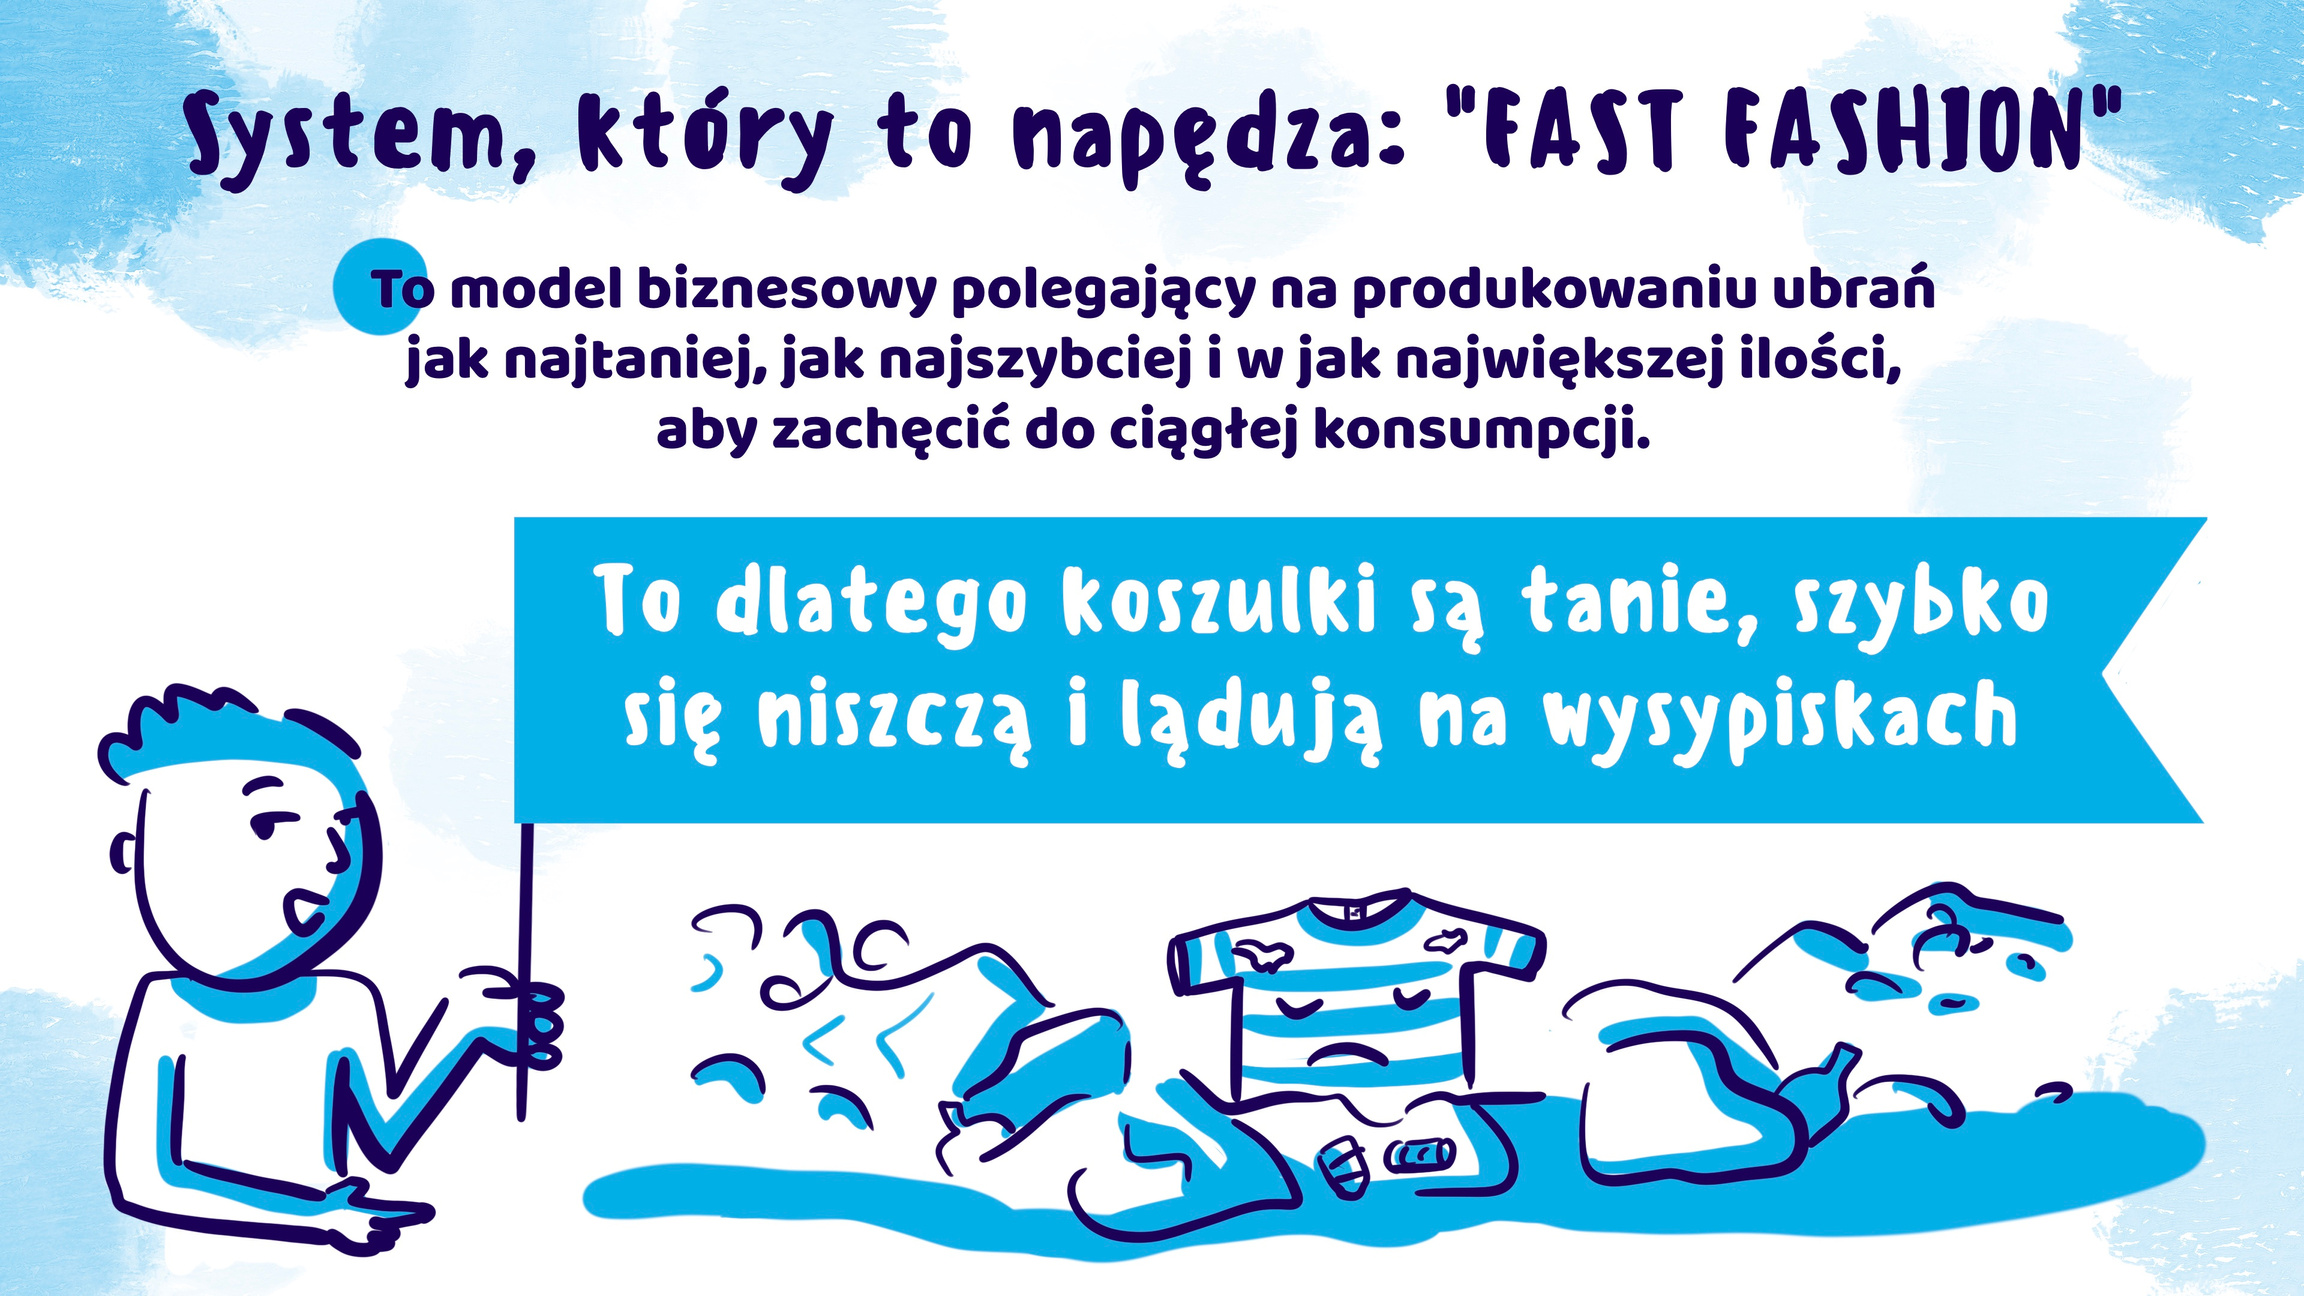 System, który to napędza: "FAST FASHION"
To model biznesowy polegający na produkowaniu ubrań
jak najtaniej, jak najszybciej i w jak największej ilości,
aby zachęcić do ciągłej konsumpcji.
To dlatego koszulki są tanie, szybko
się niszczą i lądują na wysypiskach